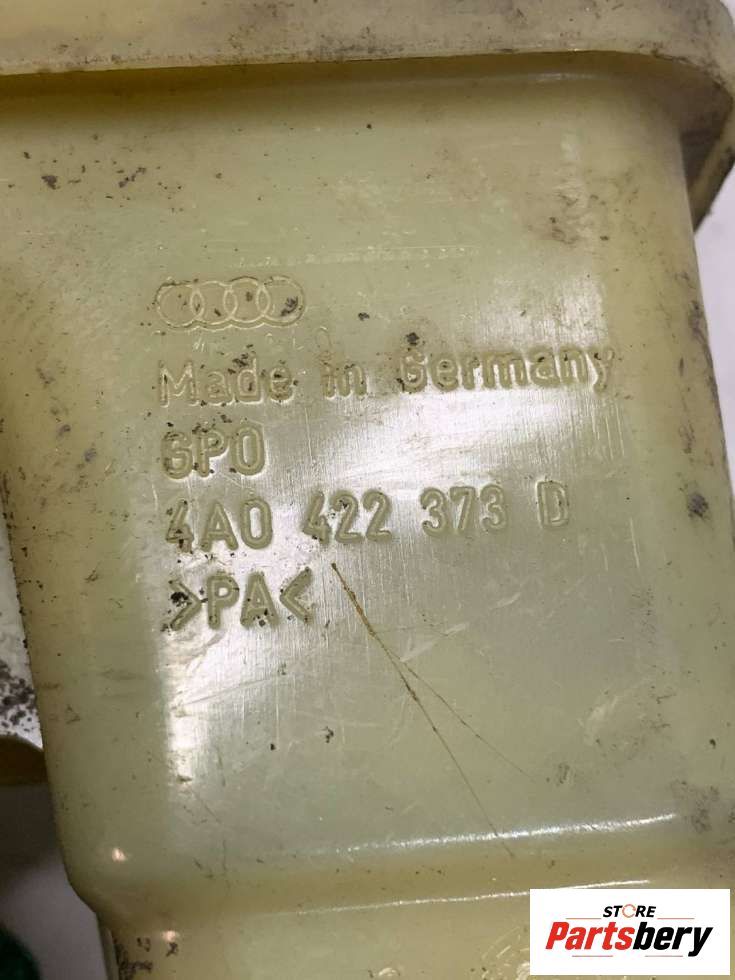 Made in Germany
GPO
4A0 422 373 D
>PA<
STORE
Partsbery